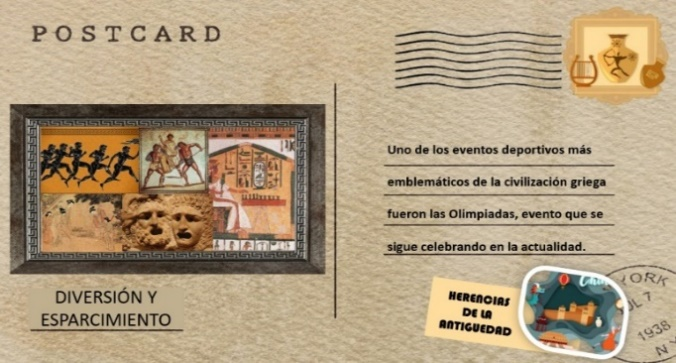 POSTCARD
Uno de los eventos deportivos más
emblemáticos de la civilización griega
fueron las Olimpiadas, evento que se
sigue celebrando en la actualidad.
DIVERSIÓN Y
ESPARCIMIENTO
HERENCIAS
DE LA
ANTIGUEDAD
YORK
7
1938
N Y